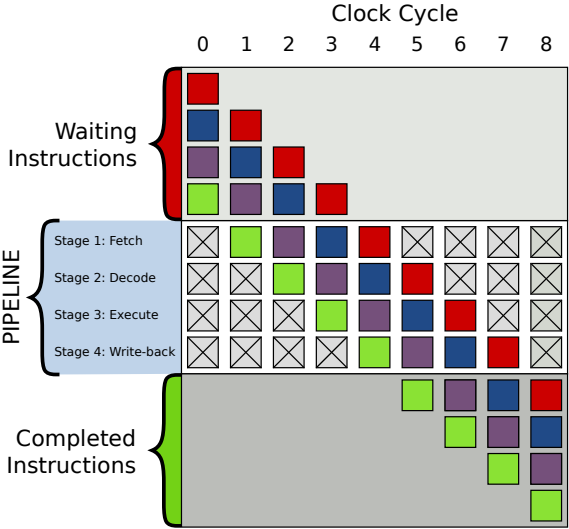 Clock Cycle
0 1 2 3 4 5 6 7 8
Waiting
Instructions
PIPELINE
Stage 1: Fetch
Stage 2: Decode
Stage 3: Execute
Stage 4: Write-back
Completed
Instructions